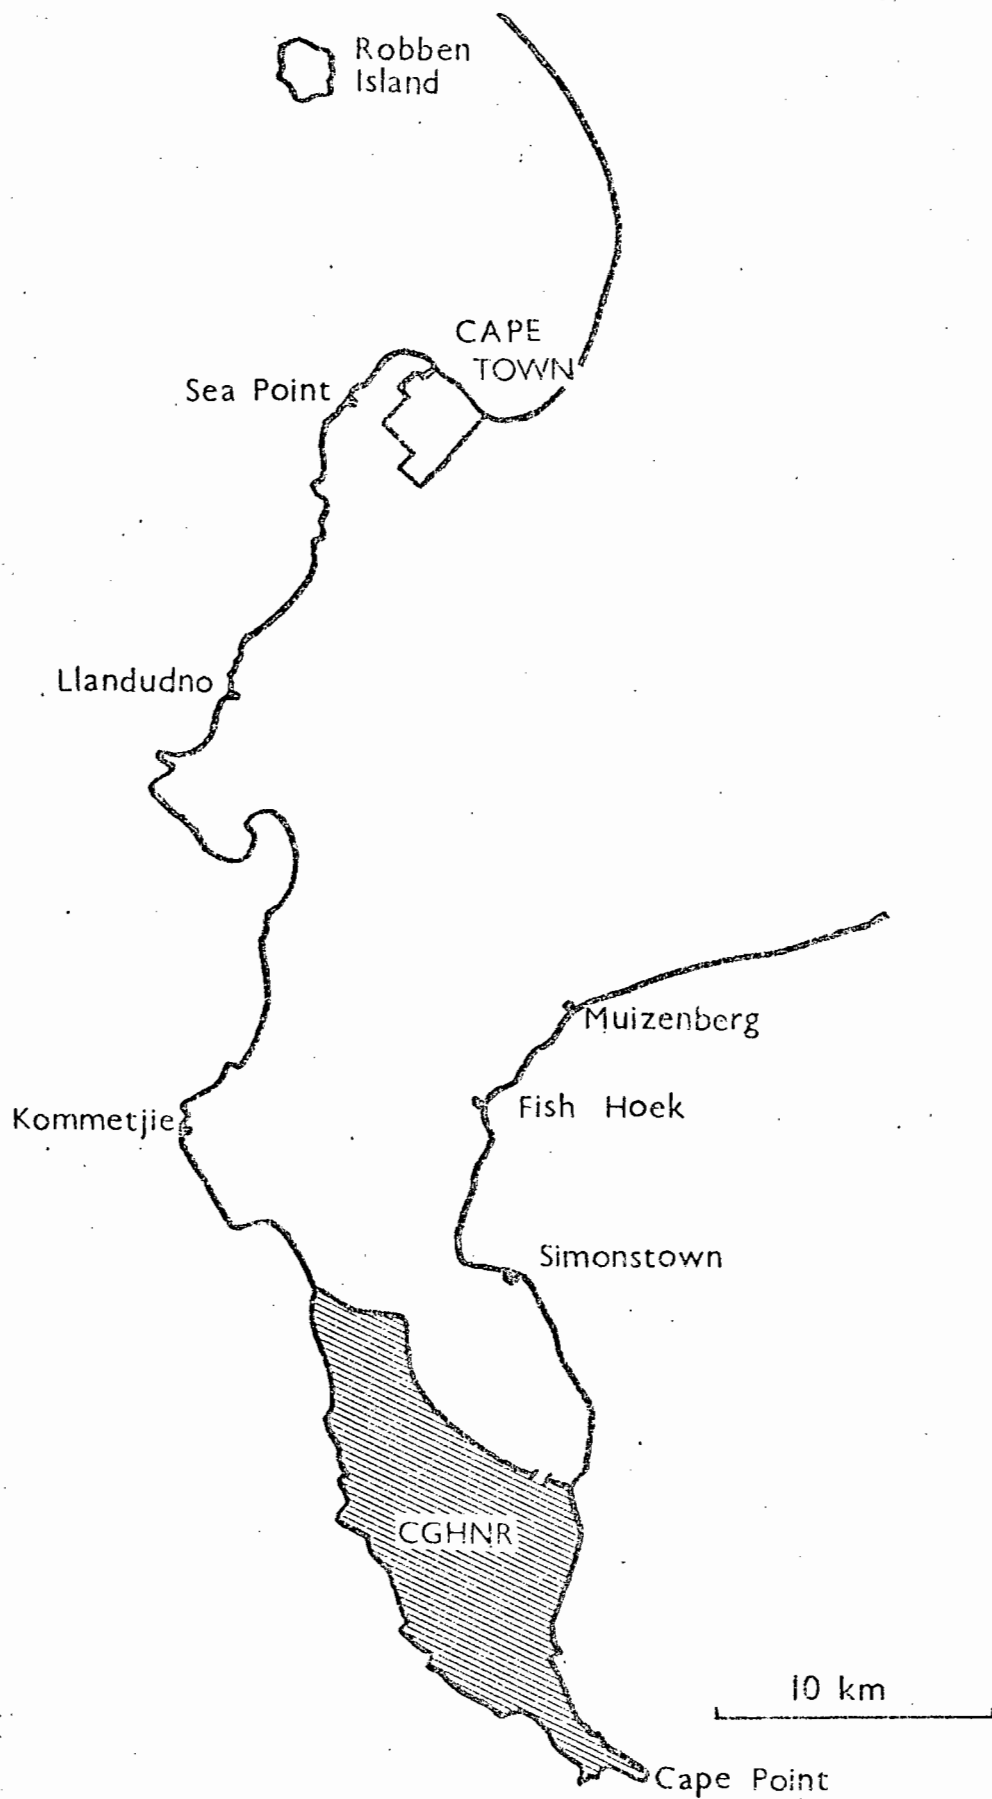 Robben
Island
CAPE
TOWN
Sea Point
Llandudno
Muizenberg
Fish Hoek
Kommetjie
Simonstown
CGHNR
10 km
Cape Point